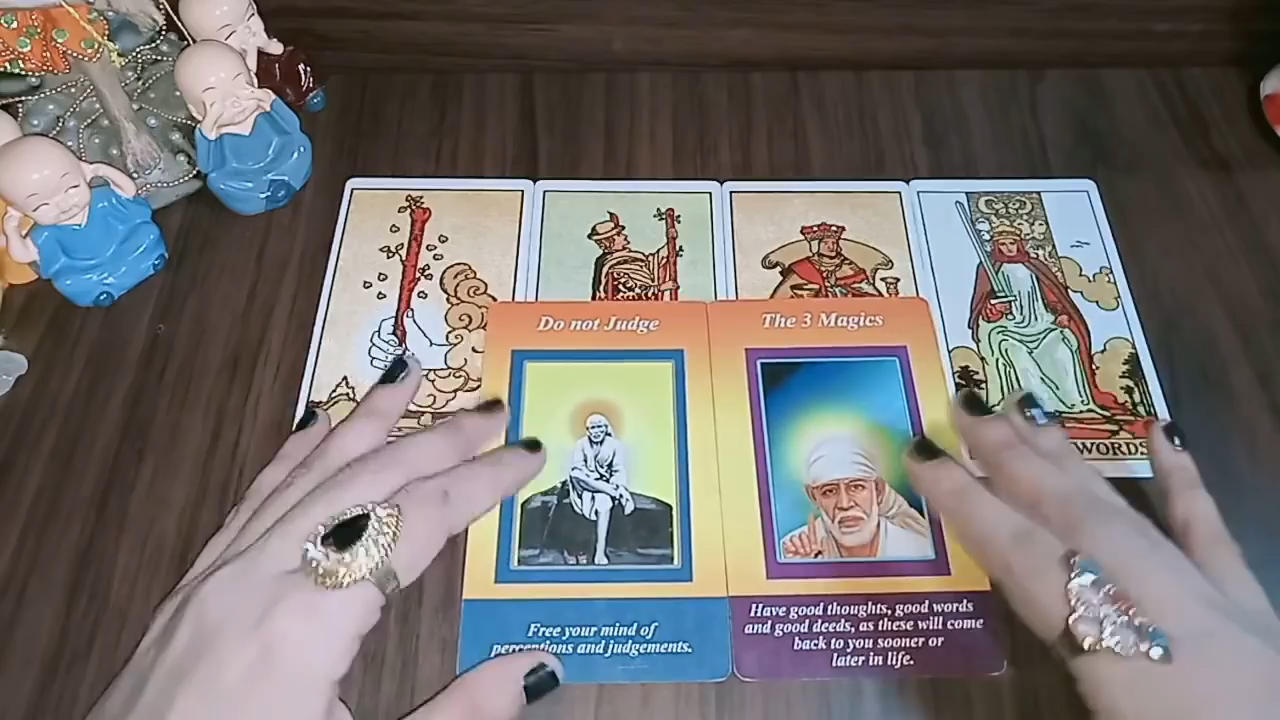 WORDS
Do not Judge
The 3 Magics
Free your mind of
perceptions and judgements.
Have good thoughts, good words
and good deeds, as these will come
back to you sooner or
later in life.